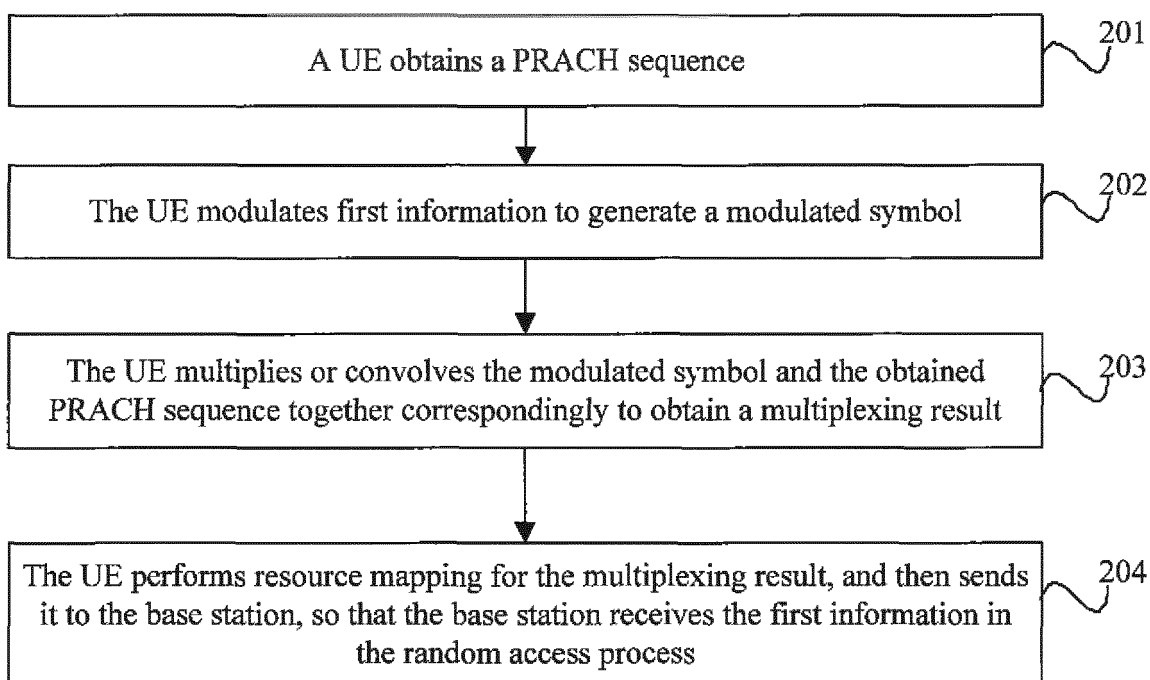 A UE obtains a PRACH sequence
201
The UE modulates first information to generate a modulated symbol
202
The UE multiplies or convolves the modulated symbol and the obtained
PRACH sequence together correspondingly to obtain a multiplexing result
203
The UE performs resource mapping for the multiplexing result, and then sends
it to the base station, so that the base station receives the first information in
the random access process
204